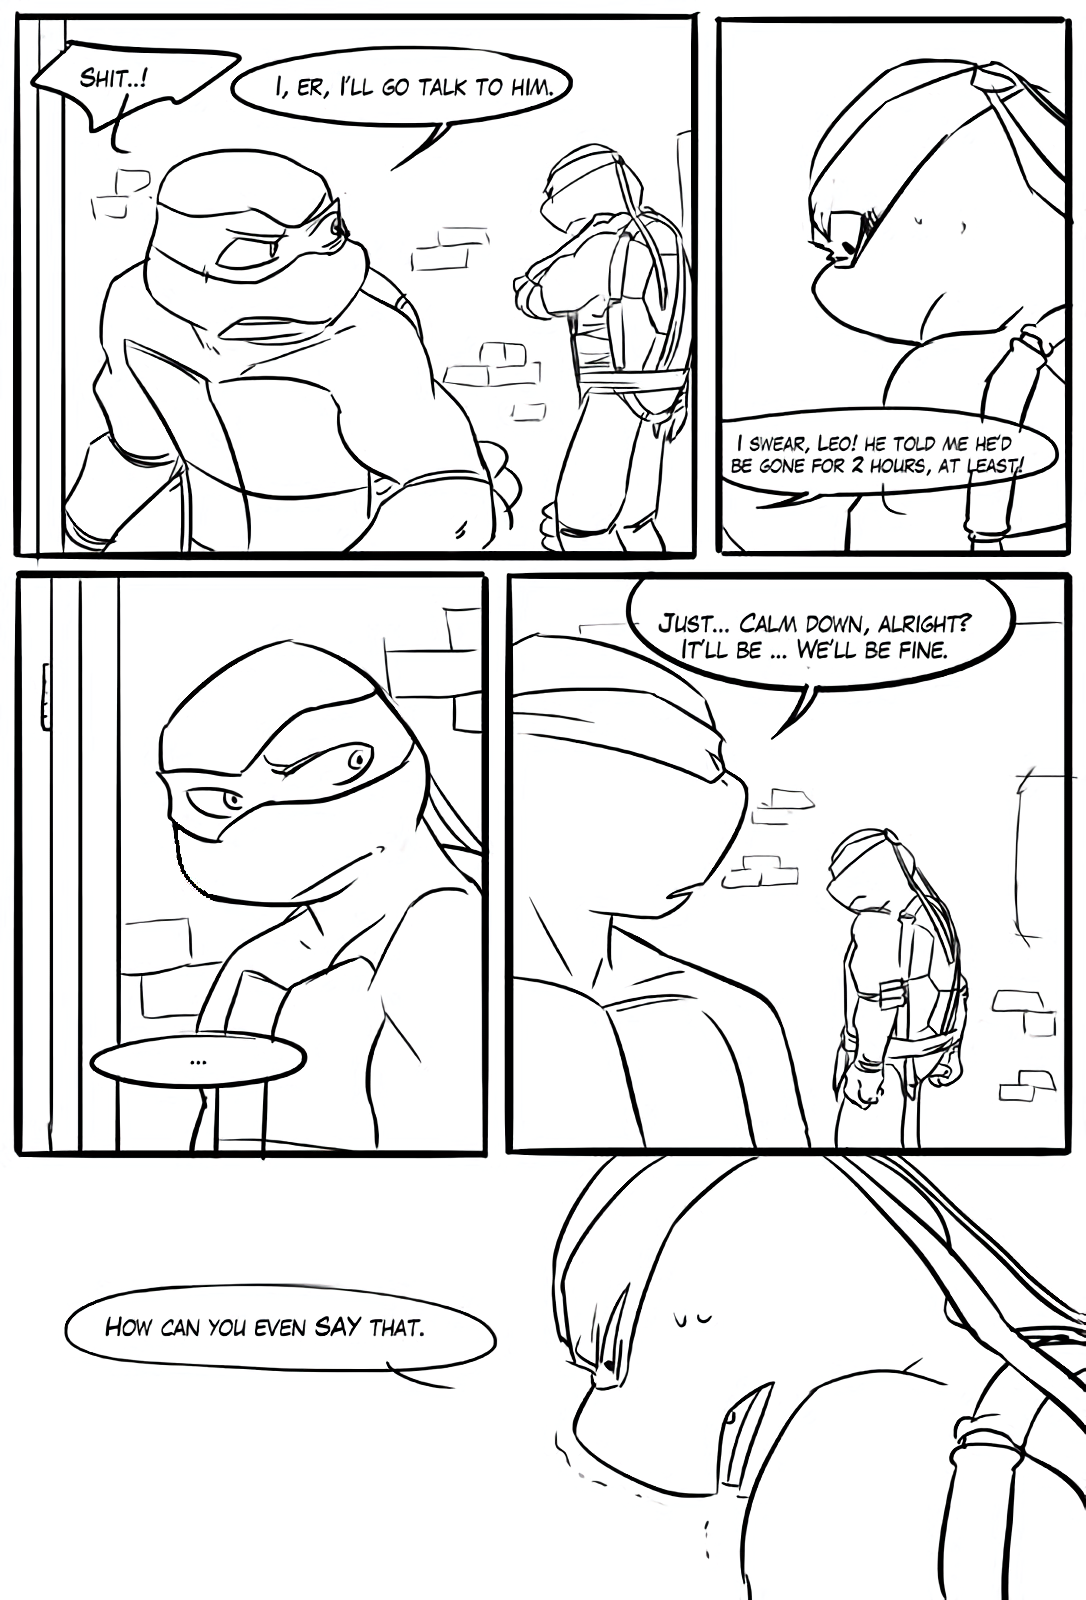 SHIT..!
I, ER, I'LL GO TALK TO HIM.
I SWEAR, LEO! HE TOLD ME HE'D
BE GONE FOR 2 HOURS, AT LEAST!
...
JUST... CALM DOWN, ALRIGHT?
IT'LL BE ... WE'LL BE FINE.
HOW CAN YOU EVEN SAY THAT.